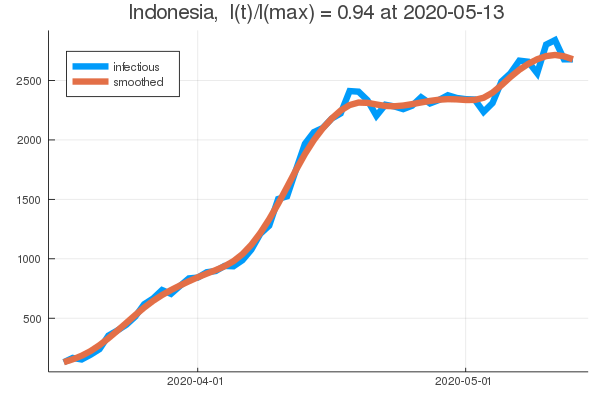 Indonesia, I(t)/I(max) = 0.94 at 2020-05-13
infectious
smoothed
2500
2000
1500
1000
500
2020-04-01 2020-05-01